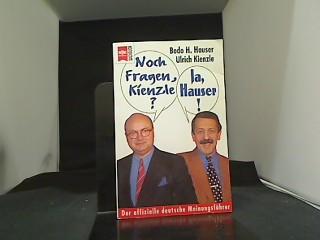 Bodo H. Hauser
Ulrich Kienzle
Noch
Fragen,
Kienzle
?
Ja,
Hauser
!
Der offizielle deutsche Meinungsführer